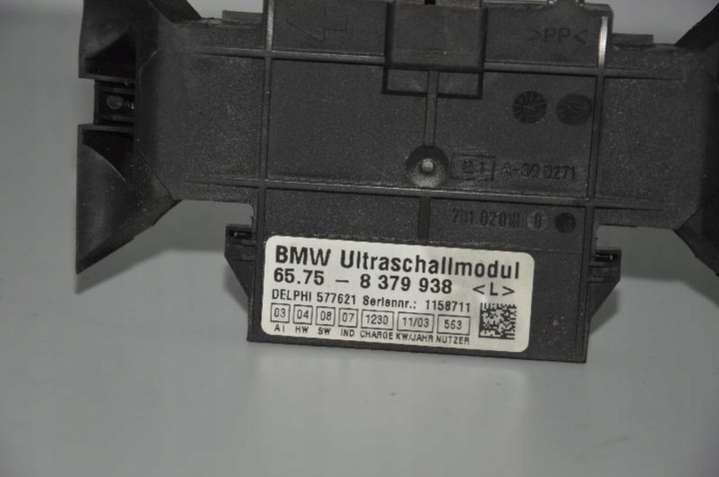 >PP<
BMW Ultraschallmodul
65.75 - 8 379 938 <L>
DELPHI 577621 Seriennr.: 1158711
03 04 08 07 1230 11/03 553
AI HW SW IND CHARGE KW/JAHR NUTZER